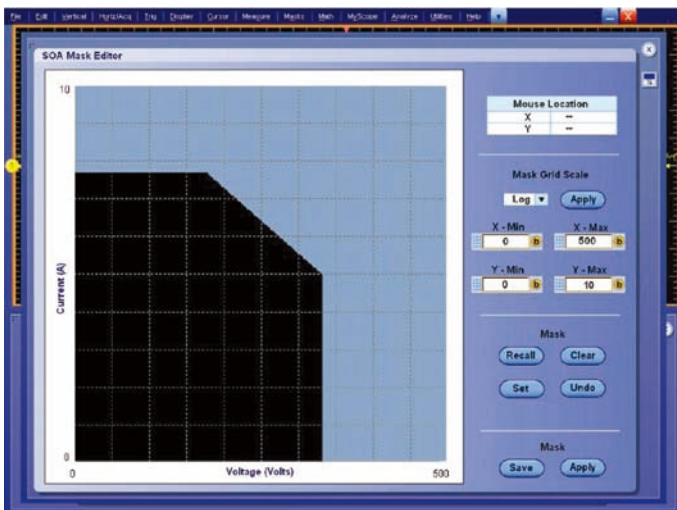 File Edit Vertical Horiz/Acq Trig Display Cursor Measure Masks Math MyScope Analyze Utilities Help
SOA Mask Editor
10
Current (A)
0
0 Voltage (Volts) 500
Mouse Location
X --
Y --
Mask Grid Scale
Log Apply
X - Min X - Max
0 b 500 b
Y - Min Y - Max
0 b 10 b
Mask
Recall Clear
Set Undo
Mask
Save Apply